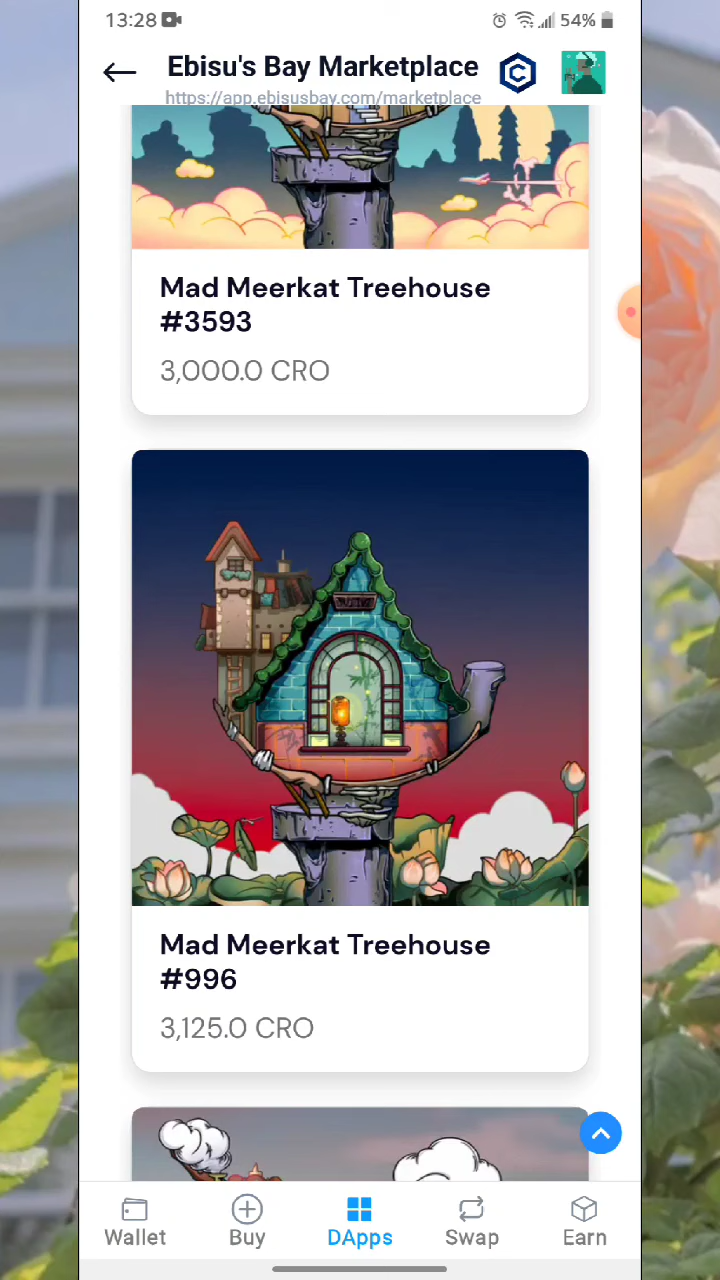 13:28
54%
Ebisu's Bay Marketplace
https://app.ebisusbay.com/marketplace
Mad Meerkat Treehouse
#3593
3,000.0 CRO
Mad Meerkat Treehouse
#996
3,125.0 CRO
Wallet Buy DApps Swap Earn